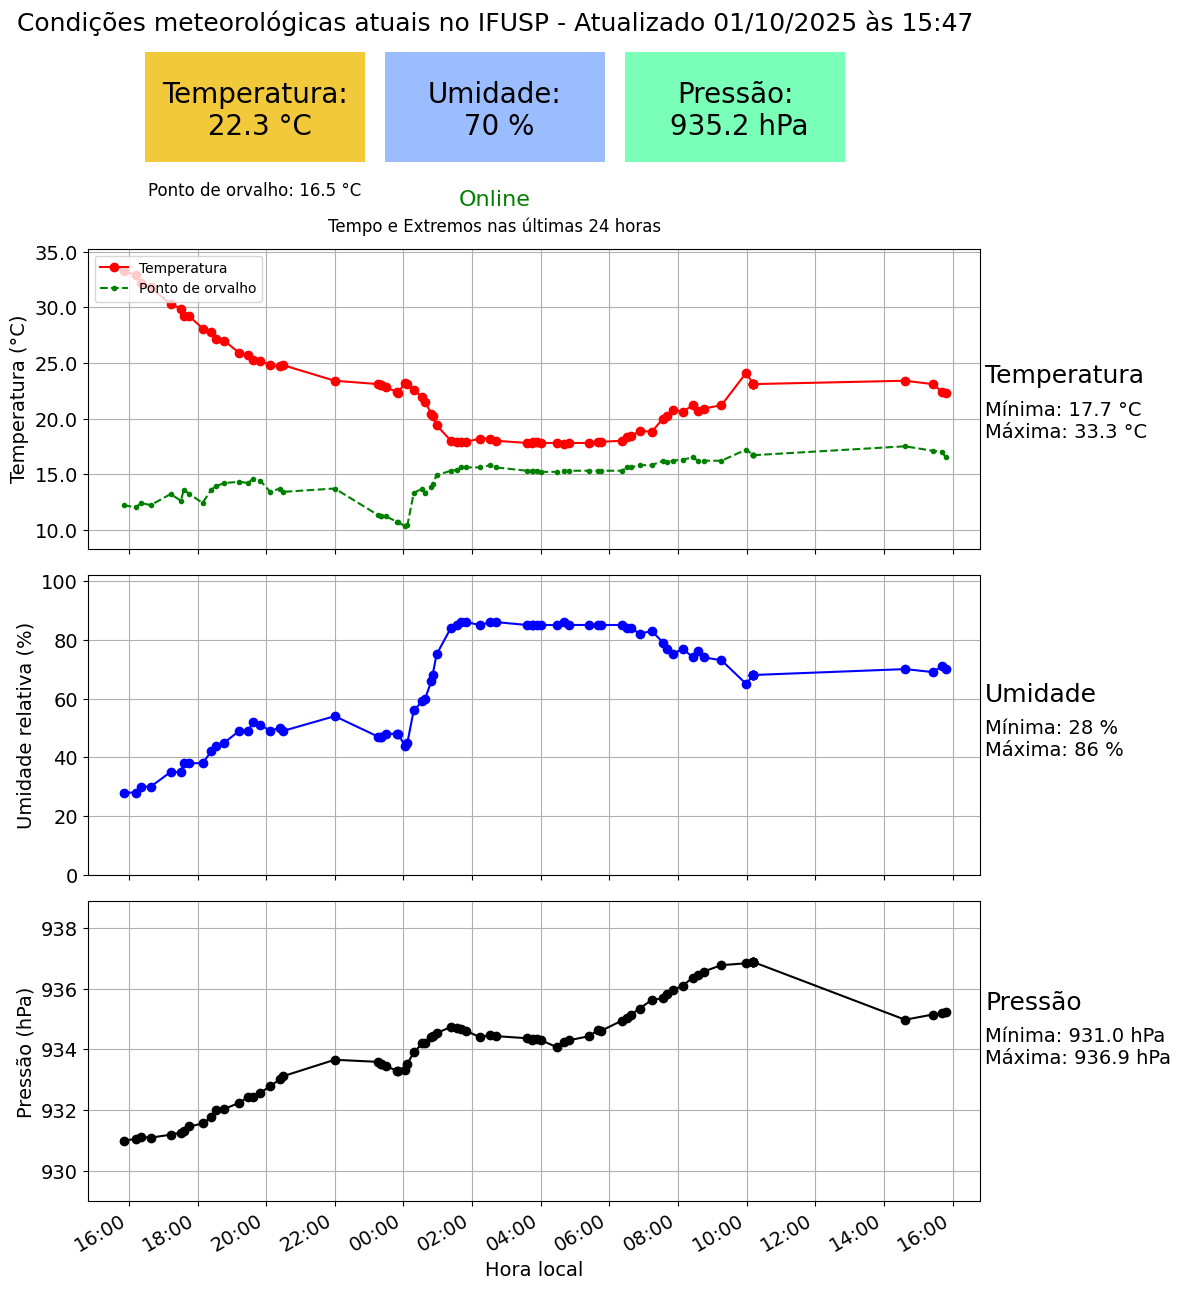 Condições meteorológicas atuais no IFUSP - Atualizado 01/10/2025 às 15:47
Temperatura:
22.3 °C
Umidade:
70 %
Pressão:
935.2 hPa
Ponto de orvalho: 16.5 °C
Online
Tempo e Extremos nas últimas 24 horas
Temperatura
Ponto de orvalho
35.0
30.0
25.0
20.0
15.0
10.0
Temperatura (°C)
Temperatura
Mínima: 17.7 °C
Máxima: 33.3 °C
100
80
60
40
20
0
Umidade relativa (%)
Umidade
Mínima: 28 %
Máxima: 86 %
938
936
934
932
930
Pressão (hPa)
Pressão
Mínima: 931.0 hPa
Máxima: 936.9 hPa
16:00 18:00 20:00 22:00 00:00 02:00 04:00 06:00 08:00 10:00 12:00 14:00 16:00
Hora local